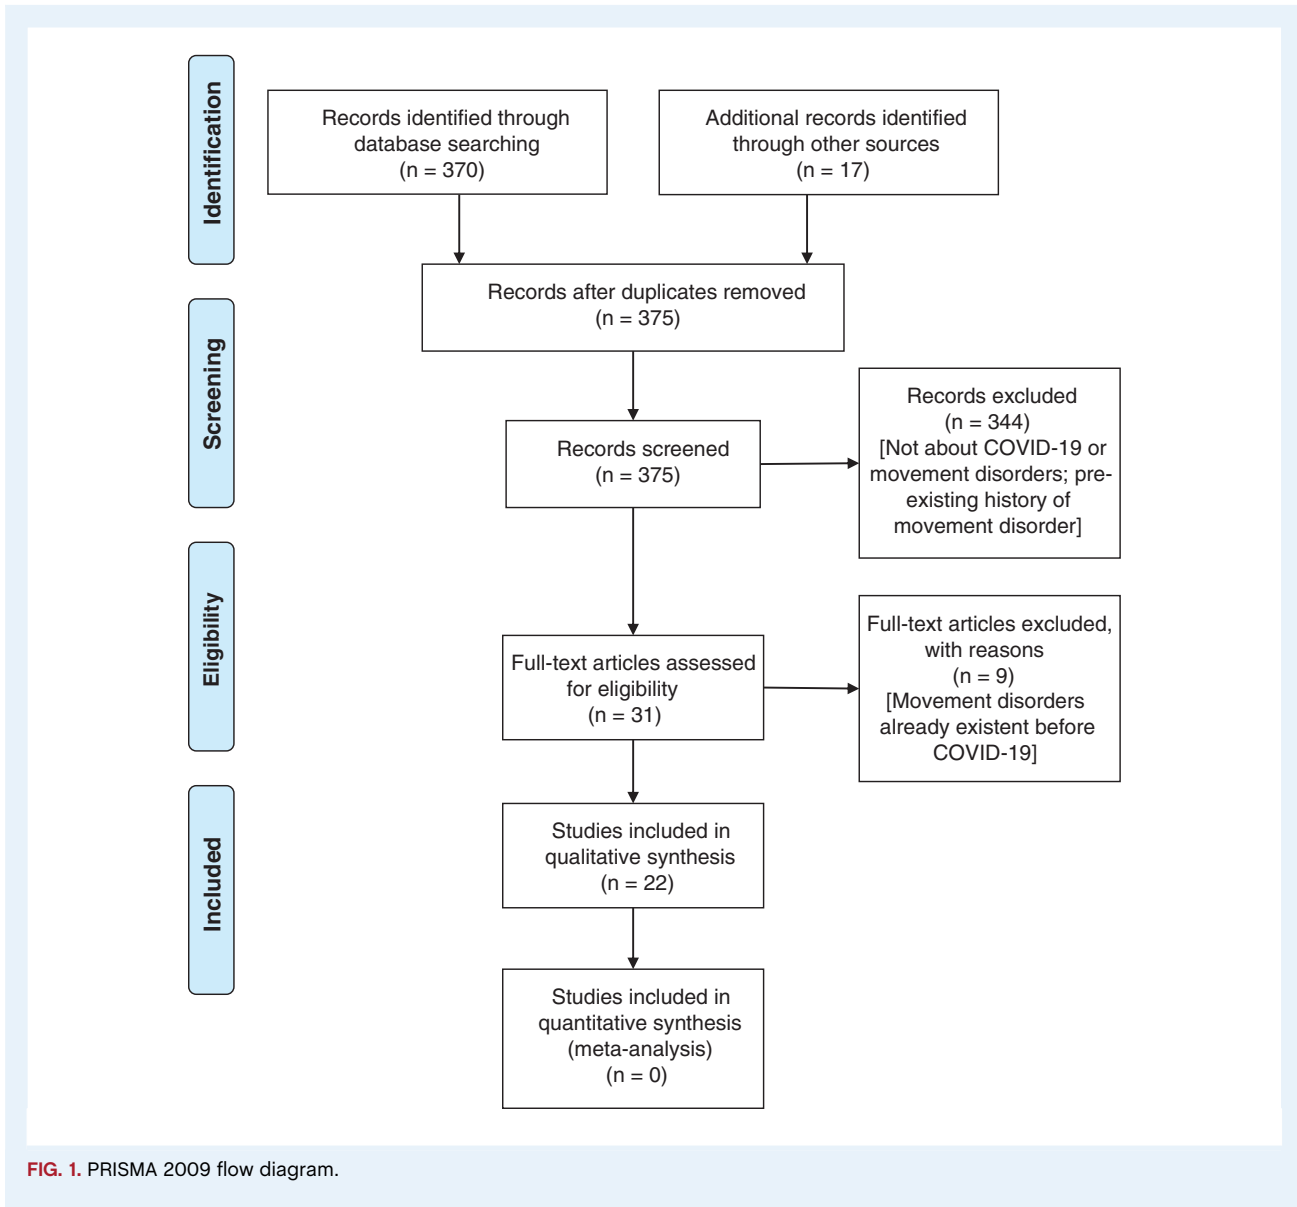 Identification
Records identified through
database searching
(n = 370)
Additional records identified
through other sources
(n = 17)
Records after duplicates removed
(n = 375)
Screening
Records screened
(n = 375)
Records excluded
(n = 344)
[Not about COVID-19 or
movement disorders; pre-
existing history of
movement disorder]
Eligibility
Full-text articles assessed
for eligibility
(n = 31)
Full-text articles excluded,
with reasons
(n = 9)
[Movement disorders
already existent before
COVID-19]
Included
Studies included in
qualitative synthesis
(n = 22)
Studies included in
quantitative synthesis
(meta-analysis)
(n = 0)
FIG. 1. PRISMA 2009 flow diagram.